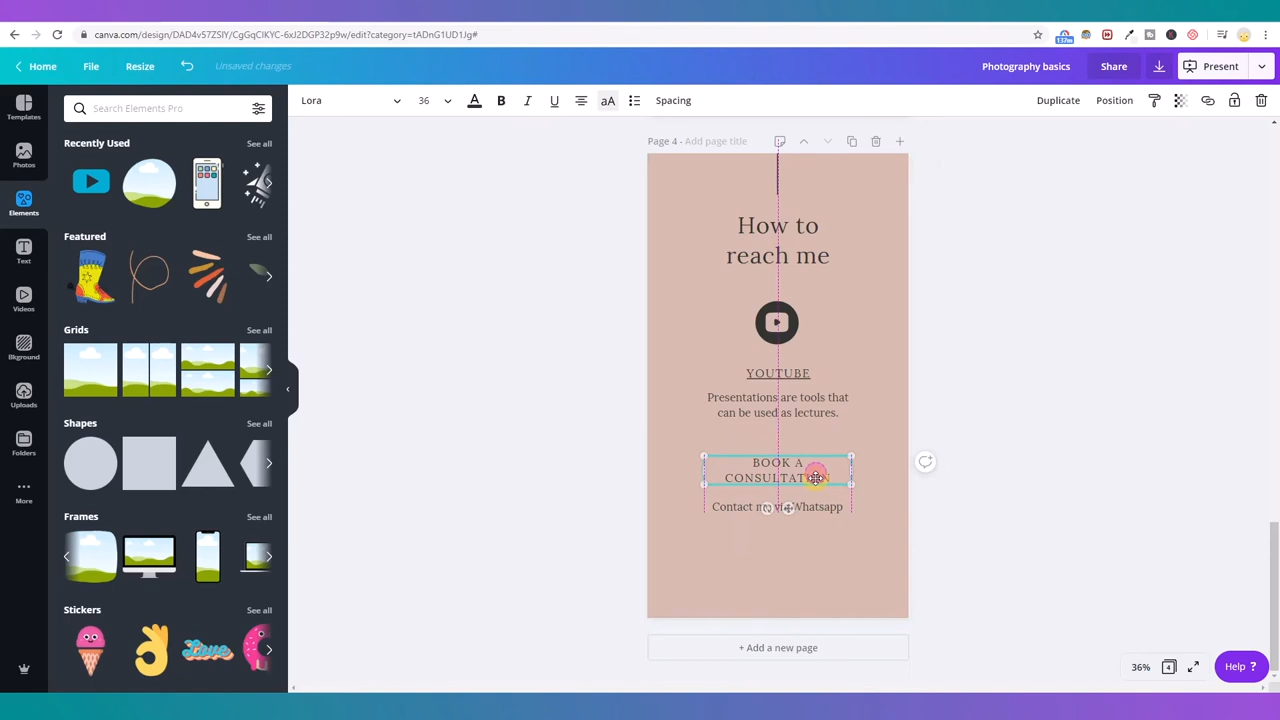 canva.com/design/DAD4v57ZSlY/CgGqCIKYC-6xJ2DGP32p9w/edit?category=tADnG1UD1Jg#
137m
Home
File
Resize
Unsaved changes
Photography basics
Share
Present
Templates
Photos
Elements
Text
Videos
Bkground
Uploads
Folders
More
Search Elements Pro
Lora
36
A
B
I
U
aA
Spacing
Duplicate
Position
Recently Used
See all
Featured
See all
Grids
See all
Shapes
See all
Frames
See all
Stickers
See all
Love
Page 4 - Add page title
How to
reach me
YOUTUBE
Presentations are tools that
can be used as lectures.
BOOK A
CONSULTATION
Contact me via Whatsapp
+ Add a new page
36%
4
Help ?